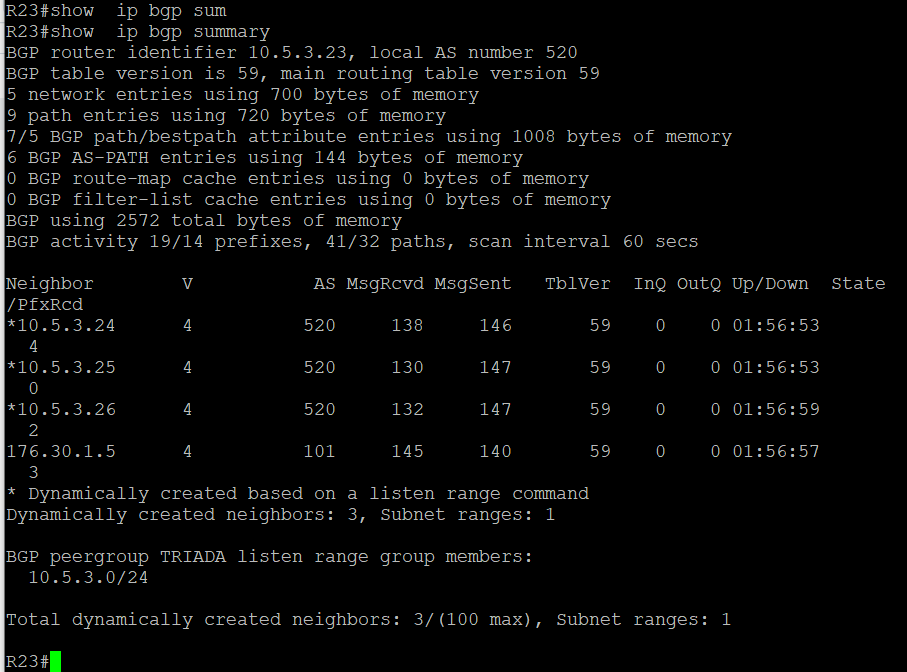 R23#show  ip bgp sum
R23#show  ip bgp summary
BGP router identifier 10.5.3.23, local AS number 520
BGP table version is 59, main routing table version 59
5 network entries using 700 bytes of memory
9 path entries using 720 bytes of memory
7/5 BGP path/bestpath attribute entries using 1008 bytes of memory
6 BGP AS-PATH entries using 144 bytes of memory
0 BGP route-map cache entries using 0 bytes of memory
0 BGP filter-list cache entries using 0 bytes of memory
BGP using 2572 total bytes of memory
BGP activity 19/14 prefixes, 41/32 paths, scan interval 60 secs

Neighbor        V           AS MsgRcvd MsgSent   TblVer  InQ OutQ Up/Down  State
/PfxRcd
*10.5.3.24      4          520     138     146       59    0    0 01:56:53
  4
*10.5.3.25      4          520     130     147       59    0    0 01:56:53
  0
*10.5.3.26      4          520     132     147       59    0    0 01:56:59
  2
176.30.1.5      4          101     145     140       59    0    0 01:56:57
  3
* Dynamically created based on a listen range command
Dynamically created neighbors: 3, Subnet ranges: 1

BGP peergroup TRIADA listen range group members:
  10.5.3.0/24

Total dynamically created neighbors: 3/(100 max), Subnet ranges: 1

R23#